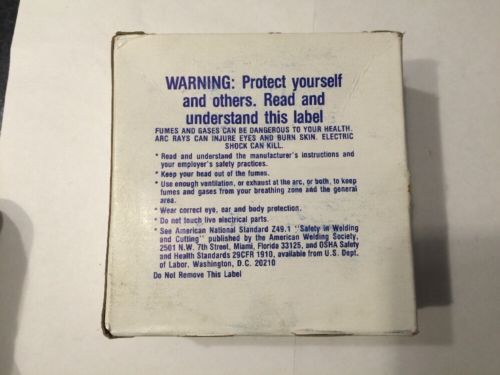 WARNING: Protect yourself
and others. Read and
understand this label
FUMES AND GASES CAN BE DANGEROUS TO YOUR HEALTH.
ARC RAYS CAN INJURE EYES AND BURN SKIN. ELECTRIC
SHOCK CAN KILL.
* Read and understand the manufacturer's instructions and
your employer's safety practices.
* Keep your head out of the fumes.
* Use enough ventilation, or exhaust at the arc, or both, to keep
fumes and gases from your breathing zone and the general
area.
* Wear correct eye, ear and body protection.
* Do not touch live electrical parts.
* See American National Standard Z49.1 "Safety in Welding
and Cutting" published by the American Welding Society,
2501 N.W. 7th Street, Miami, Florida 33125, and OSHA Safety
and Health Standards 29CFR 1910, available from U.S. Dept.
of Labor, Washington, D.C. 20210
Do Not Remove This Label